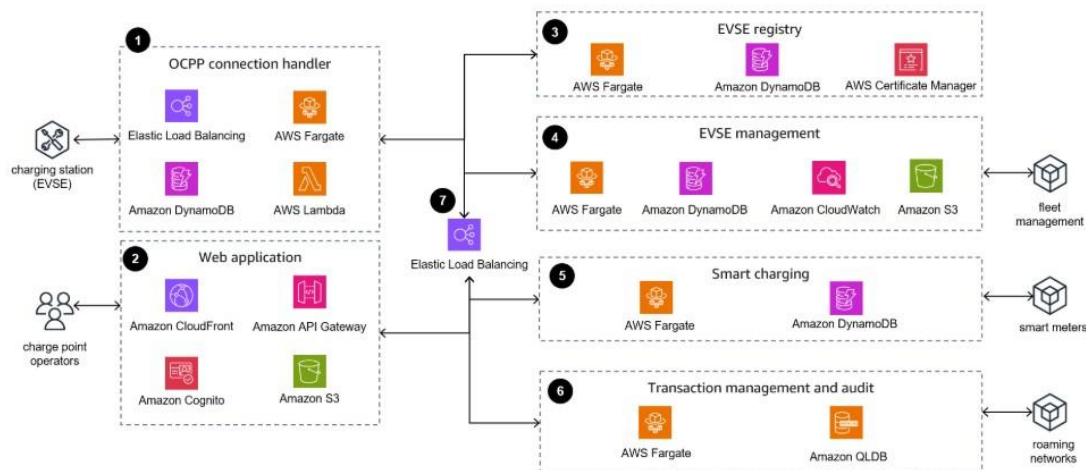 1
OCPP connection handler
Elastic Load Balancing
AWS Fargate
Amazon DynamoDB
AWS Lambda
charging station
(EVSE)
2
Web application
Amazon CloudFront
Amazon API Gateway
Amazon Cognito
Amazon S3
charge point
operators
7
Elastic Load Balancing
3
EVSE registry
AWS Fargate
Amazon DynamoDB
AWS Certificate Manager
4
EVSE management
AWS Fargate
Amazon DynamoDB
Amazon CloudWatch
Amazon S3
fleet
management
5
Smart charging
AWS Fargate
Amazon DynamoDB
smart meters
6
Transaction management and audit
AWS Fargate
Amazon QLDB
roaming
networks